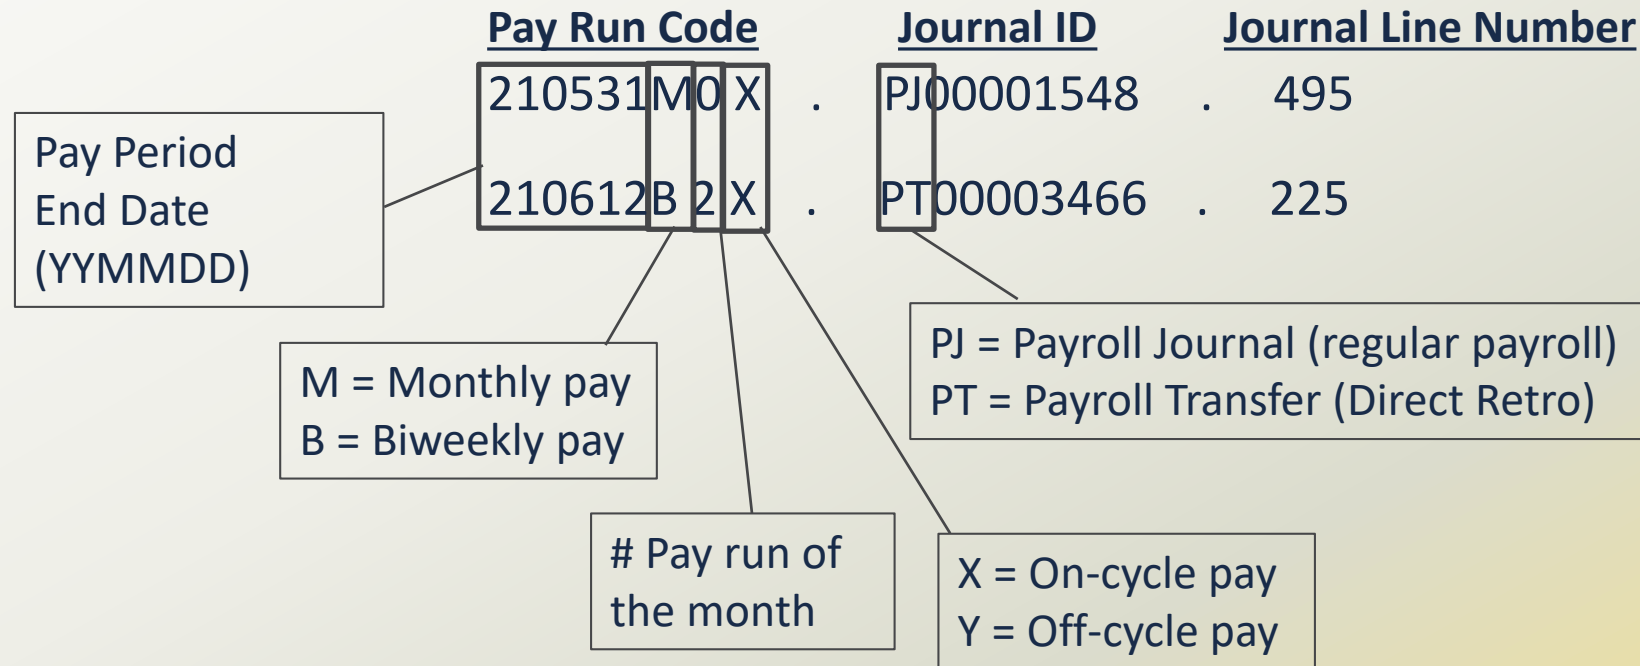 Pay Run Code Journal ID Journal Line Number
210531M0 X . PJ00001548 . 495
Pay Period
End Date
(YYMMDD)
210612B 2 X . PT00003466 . 225
M = Monthly pay
B = Biweekly pay
PJ = Payroll Journal (regular payroll)
PT = Payroll Transfer (Direct Retro)
# Pay run of
the month
X = On-cycle pay
Y = Off-cycle pay